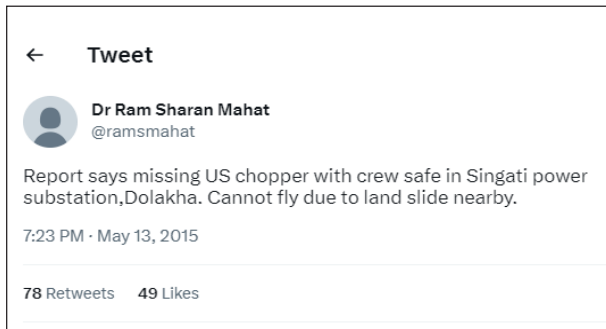 ← Tweet
Dr Ram Sharan Mahat
@ramsmahat
Report says missing US chopper with crew safe in Singati power
substation,Dolakha. Cannot fly due to land slide nearby.
7:23 PM · May 13, 2015
78 Retweets 49 Likes